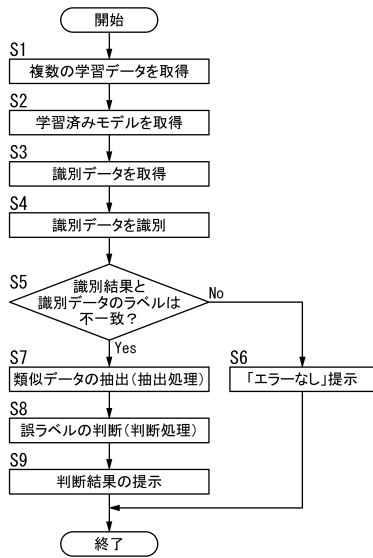 開始
S1
複数の学習データを取得
S2
学習済みモデルを取得
S3
識別データを取得
S4
識別データを識別
S5
識別結果と
識別データのラベルは
不一致？
No
Yes
S6
「エラーなし」提示
S7
類似データの抽出(抽出処理)
S8
誤ラベルの判断(判断処理)
S9
判断結果の提示
終了